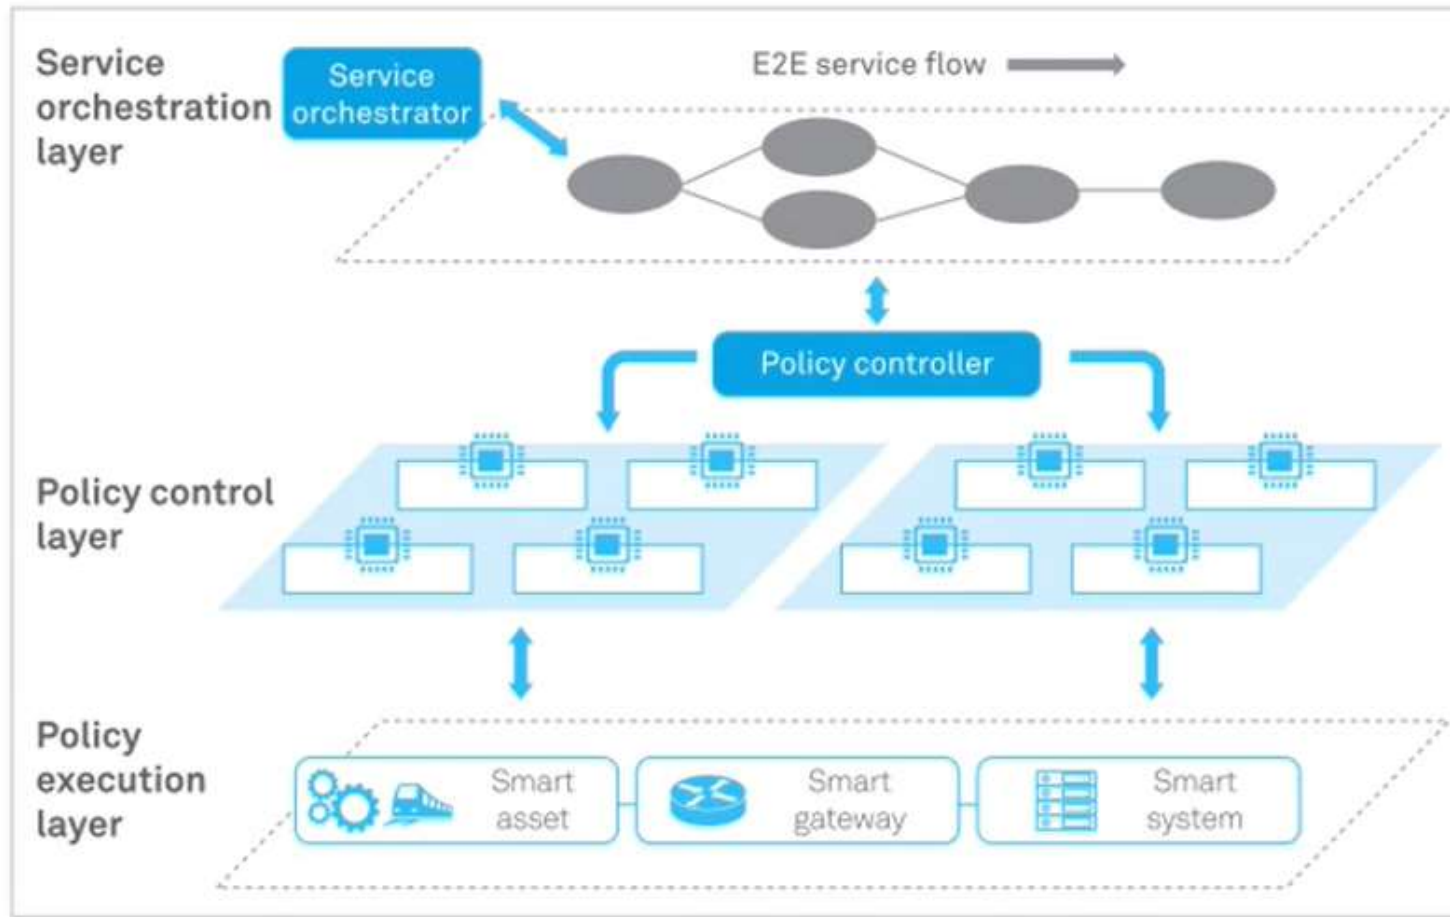 Service
orchestration
layer
Service
orchestrator
E2E service flow
Policy controller
Policy control
layer
Policy
execution
layer
Smart
asset
Smart
gateway
Smart
system